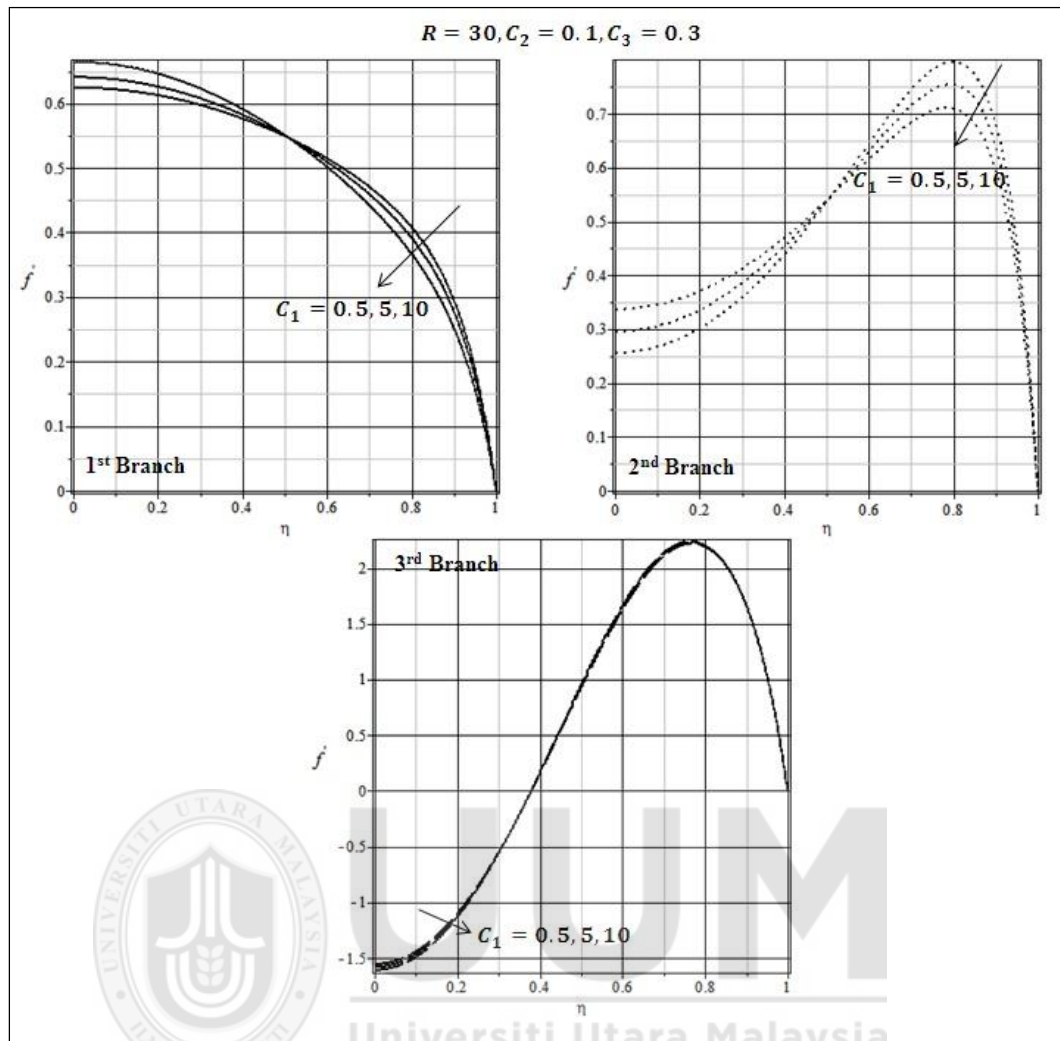 R = 30, C₂ = 0.1, C₃ = 0.3
0.6
0.5
0.4
0.3
0.2
0.1
0
f'
C₁ = 0.5, 5, 10
1st Branch
0 0.2 0.4 0.6 0.8 1
η
0.7
0.6
0.5
0.4
0.3
0.2
0.1
0
f'
C₁ = 0.5, 5, 10
2nd Branch
0 0.2 0.4 0.6 0.8 1
η
3rd Branch
2
1.5
1
0.5
0
-0.5
-1
-1.5
f'
C₁ = 0.5, 5, 10
0 0.2 0.4 0.6 0.8 1
η
UNIVERSITI UTARA MALAYSIA
UUM
Universiti Utara Malaysia